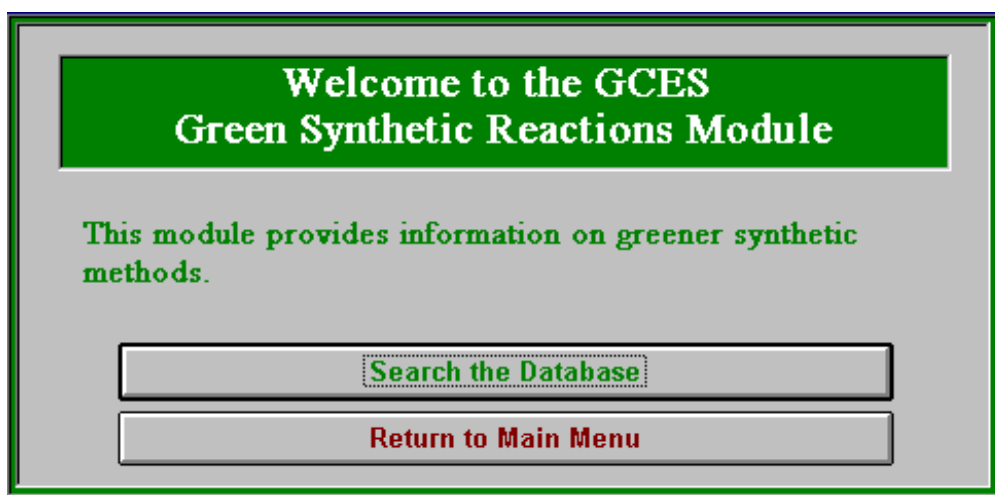 Welcome to the GCES
Green Synthetic Reactions Module
This module provides information on greener synthetic
methods.
Search the Database
Return to Main Menu